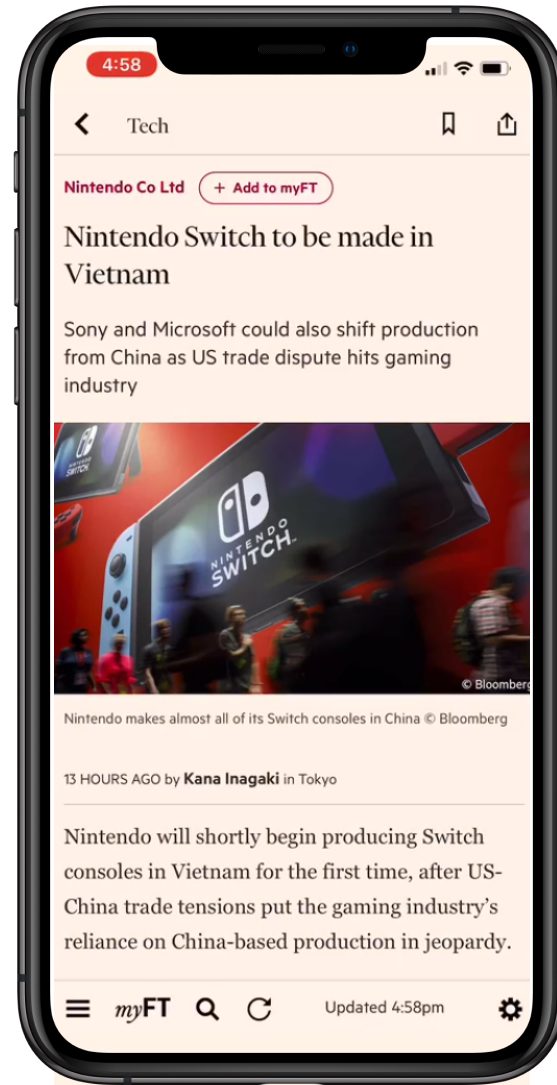 4:58
Tech
Nintendo Co Ltd + Add to myFT
Nintendo Switch to be made in
Vietnam
Sony and Microsoft could also shift production
from China as US trade dispute hits gaming
industry
SWITCH
NINTENDO
SWITCH™
© Bloomberg
Nintendo makes almost all of its Switch consoles in China © Bloomberg
13 HOURS AGO by Kana Inagaki in Tokyo
Nintendo will shortly begin producing Switch
consoles in Vietnam for the first time, after US-
China trade tensions put the gaming industry’s
reliance on China-based production in jeopardy.
myFT
Updated 4:58pm